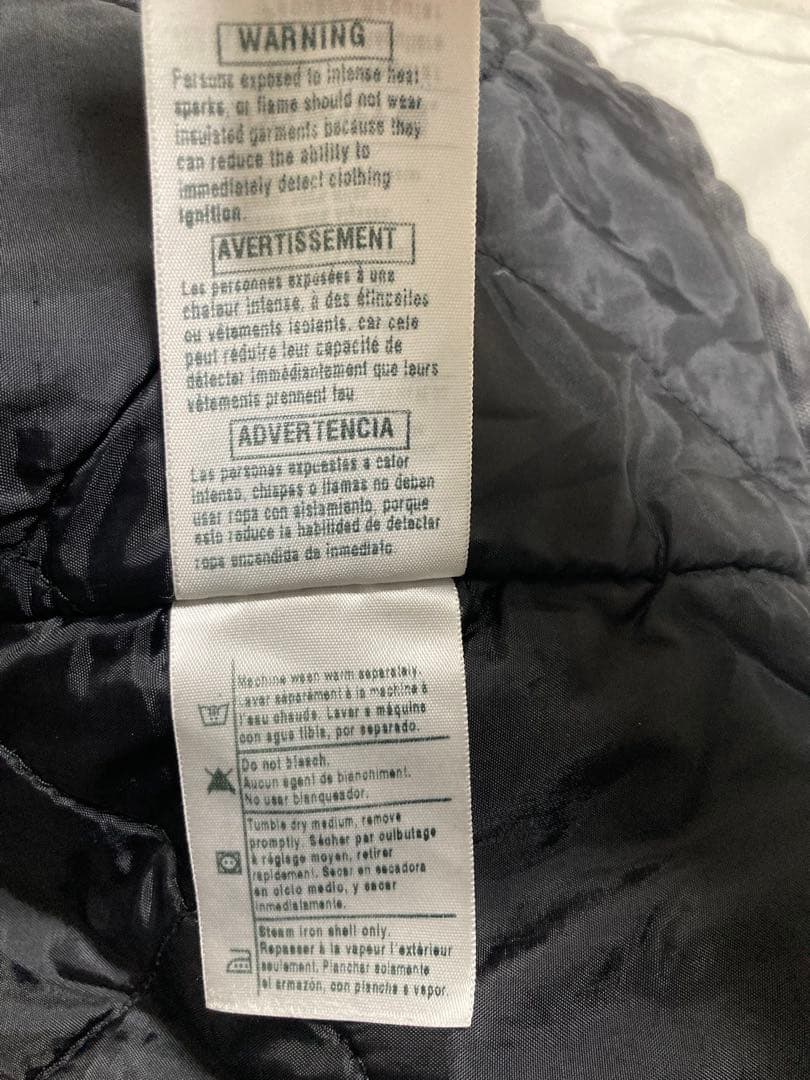 WARNING
Persons exposed to intense heat
sparks, or flame should not wear
insulated garments because they
can reduce the ability to
immediately detect clothing
ignition.
AVERTISSEMENT
Les personnes exposées à une
chaleur intense, à des étincelles
ou vêtements isolants, car cela
peut réduire leur capacité de
détecter immédiantement que leurs
vêtements prennent feu
ADVERTENCIA
Las personas expuestas a calor
intenso, chispas o llamas no deban
usar ropa con aislamiento, porque
esto reduce la habilidad de detectar
ropa encendida de inmediato.
Machine wash warm separately.
Laver séparément à la machine à
l'eau chaude. Lavar a máquina
con agua tibia, por separado.
Do not bleach.
Aucun agent de blanchiment.
No usar blanqueador.
Tumble dry medium, remove
promptly. Sécher par culbutage
à réglage moyen, retirer
rapidement. Secar en secadora
en ciclo medio, y secar
inmediatamente.
Steam iron shell only.
Repasser à la vapeur l'extérieur
seulement. Planchar solamente
el armazón, con plancha a vapor.